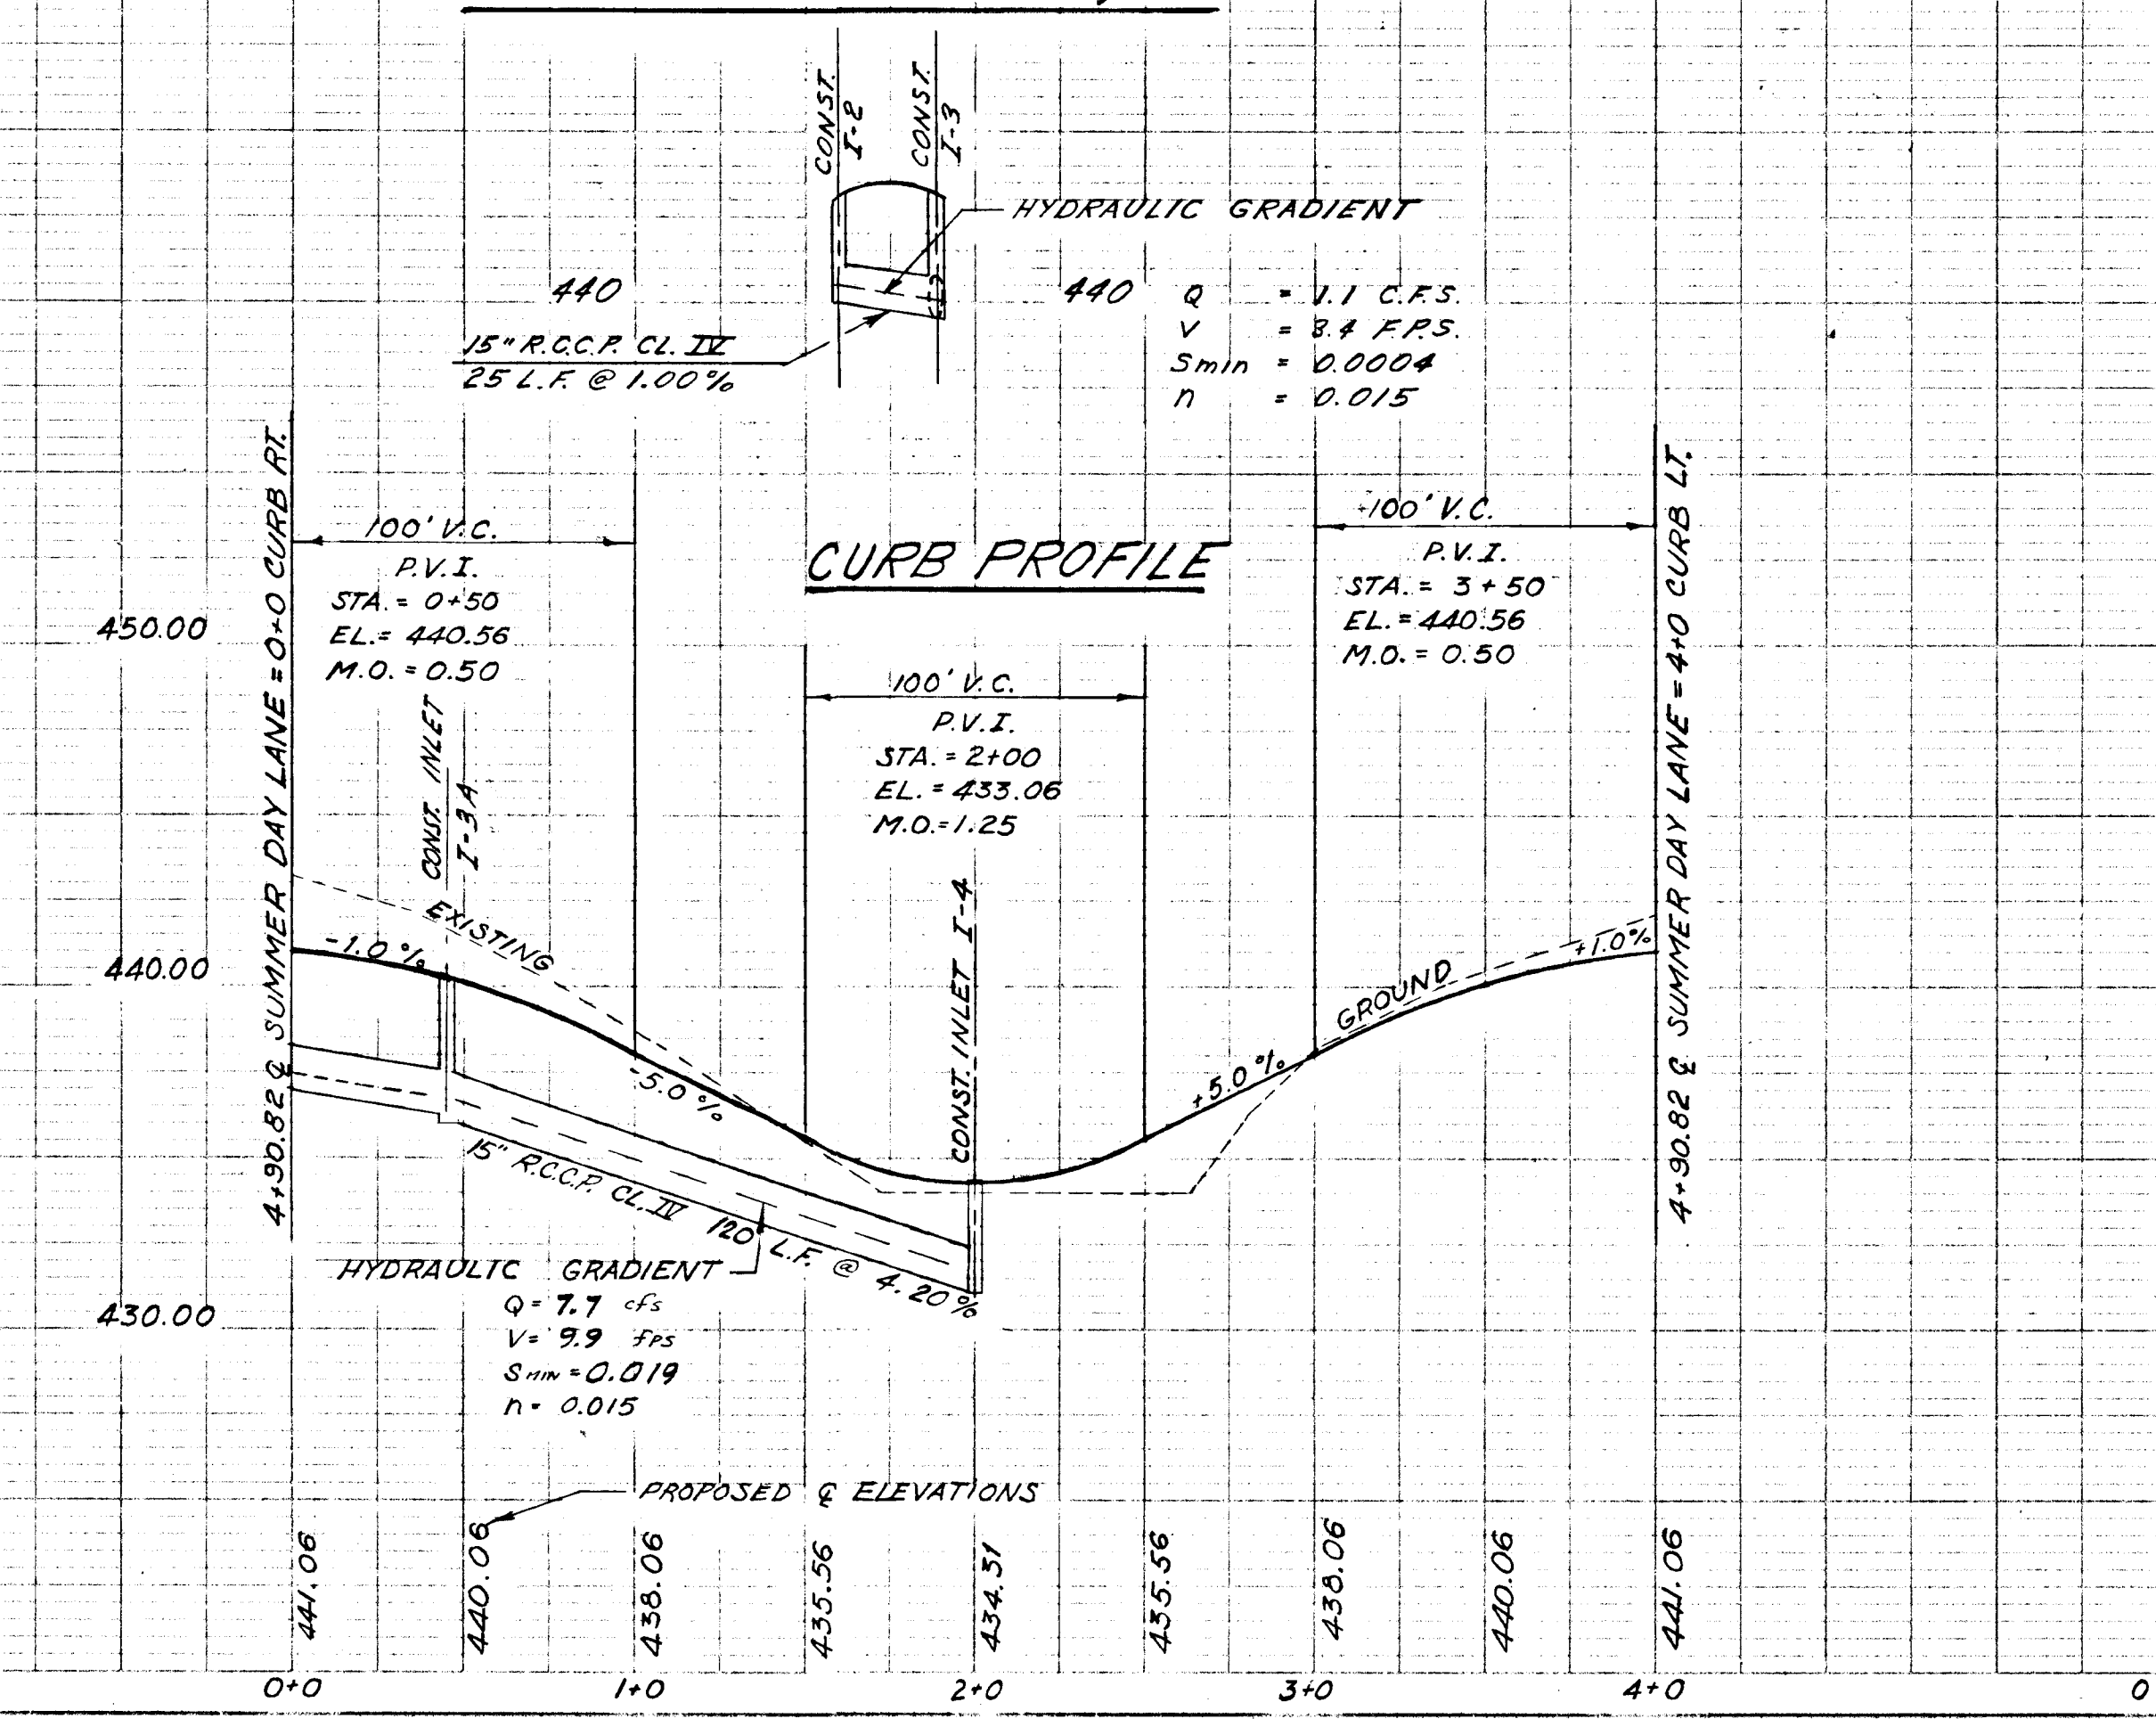 CONST.
I-2
CONST.
I-3
HYDRAULIC GRADIENT
440
440
15" R.C.C.P. CL. IV
25 L.F. @ 1.00%
Q = 1.1 C.F.S.
V = 3.4 F.P.S.
Smin = 0.0004
n = 0.015
CURB PROFILE
4+90.82 ℄ SUMMER DAY LANE = 0+0 CURB RT.
100' V.C.
P.V.I.
STA. = 0+50
EL. = 440.56
M.O. = 0.50
CONST. INLET
I-3A
100' V.C.
P.V.I.
STA. = 2+00
EL. = 433.06
M.O. = 1.25
CONST. INLET I-4
100' V.C.
P.V.I.
STA. = 3+50
EL. = 440.56
M.O. = 0.50
4+90.82 ℄ SUMMER DAY LANE = 4+0 CURB LT.
450.00
440.00
430.00
-1.0%
EXISTING
-5.0%
+5.0%
GROUND
+1.0%
15" R.C.C.P. CL. IV 120 L.F. @ 4.20%
HYDRAULIC GRADIENT
Q = 7.7 cfs
V = 9.9 fps
S MIN = 0.019
n = 0.015
PROPOSED ℄ ELEVATIONS
441.06
440.06
438.06
435.56
434.31
435.56
438.06
440.06
441.06
0+0
1+0
2+0
3+0
4+0
0